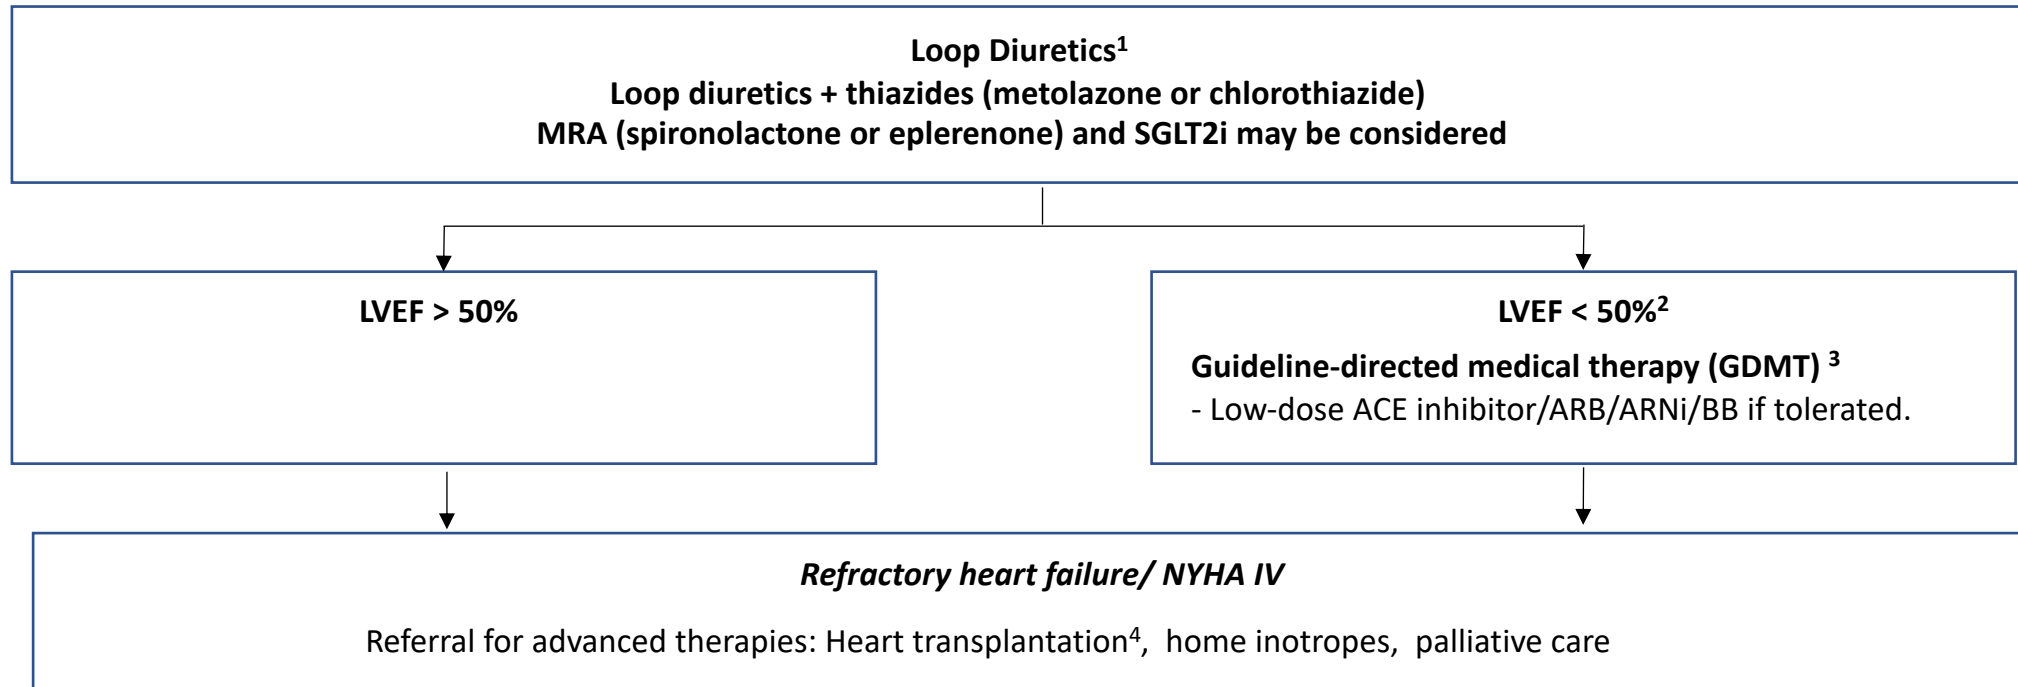 Loop Diuretics¹
Loop diuretics + thiazides (metolazone or chlorothiazide)
MRA (spironolactone or eplerenone) and SGLT2i may be considered
LVEF > 50%
LVEF < 50%²
Guideline-directed medical therapy (GDMT) ³
- Low-dose ACE inhibitor/ARB/ARNi/BB if tolerated.
Refractory heart failure/ NYHA IV
Referral for advanced therapies: Heart transplantation⁴, home inotropes, palliative care